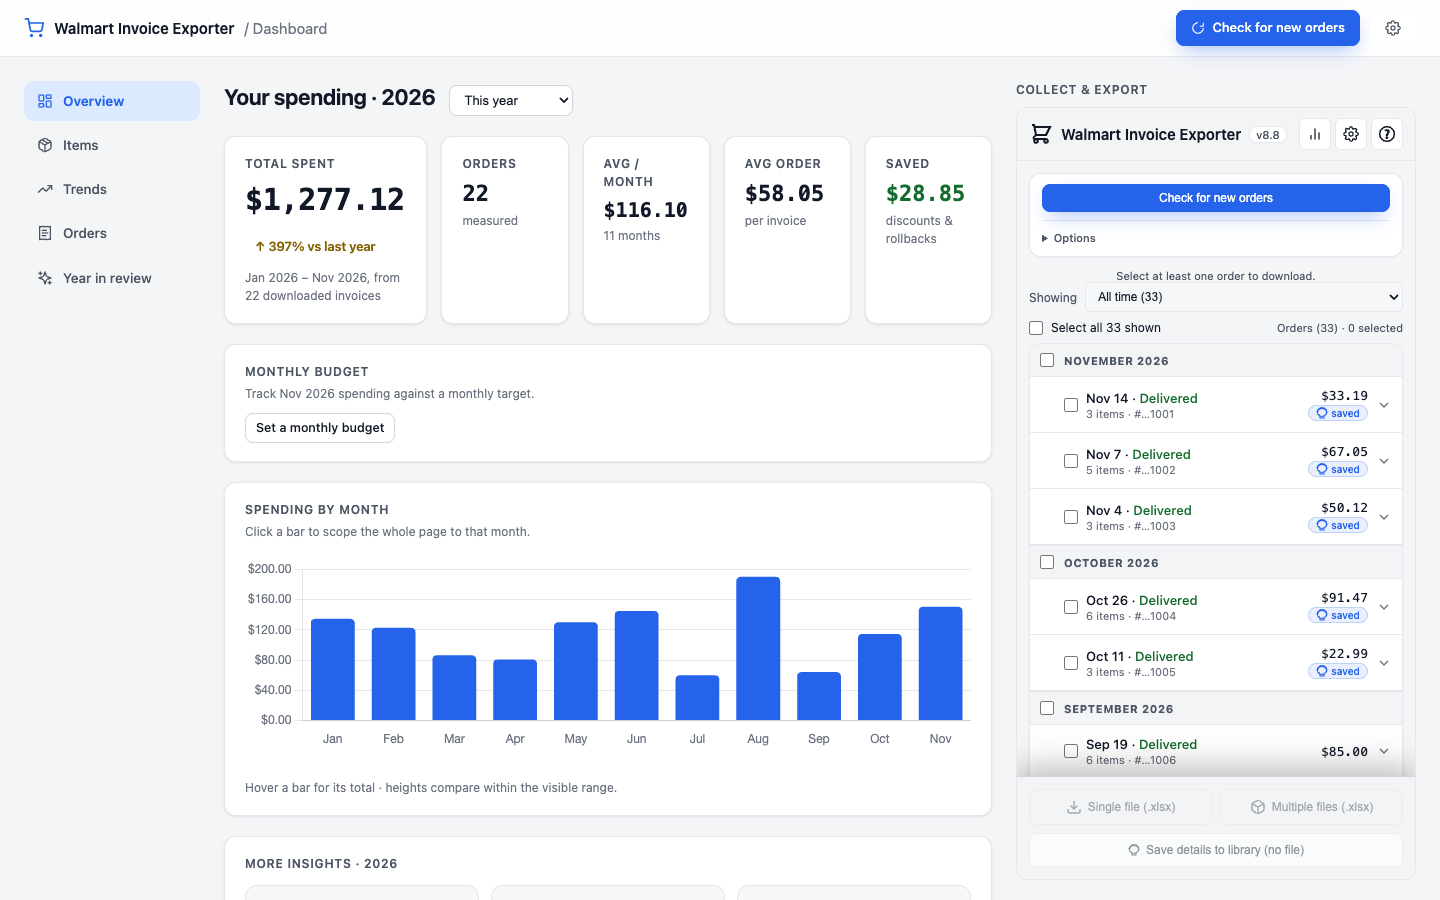 Walmart Invoice Exporter / Dashboard
Check for new orders
Overview
Items
Trends
Orders
Year in review
Your spending · 2026
This year
TOTAL SPENT
$1,277.12
↑ 397% vs last year
Jan 2026 – Nov 2026, from
22 downloaded invoices
ORDERS
22
measured
AVG /
MONTH
$116.10
11 months
AVG ORDER
$58.05
per invoice
SAVED
$28.85
discounts &
rollbacks
MONTHLY BUDGET
Track Nov 2026 spending against a monthly target.
Set a monthly budget
SPENDING BY MONTH
Click a bar to scope the whole page to that month.
$200.00
$160.00
$120.00
$80.00
$40.00
$0.00
Jan Feb Mar Apr May Jun Jul Aug Sep Oct Nov
Hover a bar for its total · heights compare within the visible range.
MORE INSIGHTS · 2026
COLLECT & EXPORT
Walmart Invoice Exporter v8.8
Check for new orders
Options
Select at least one order to download.
Showing All time (33)
Select all 33 shown Orders (33) · 0 selected
NOVEMBER 2026
Nov 14 · Delivered $33.19
3 items · #...1001 saved
Nov 7 · Delivered $67.05
5 items · #...1002 saved
Nov 4 · Delivered $50.12
3 items · #...1003 saved
OCTOBER 2026
Oct 26 · Delivered $91.47
6 items · #...1004 saved
Oct 11 · Delivered $22.99
3 items · #...1005 saved
SEPTEMBER 2026
Sep 19 · Delivered $85.00
6 items · #...1006
Single file (.xlsx) Multiple files (.xlsx)
Save details to library (no file)